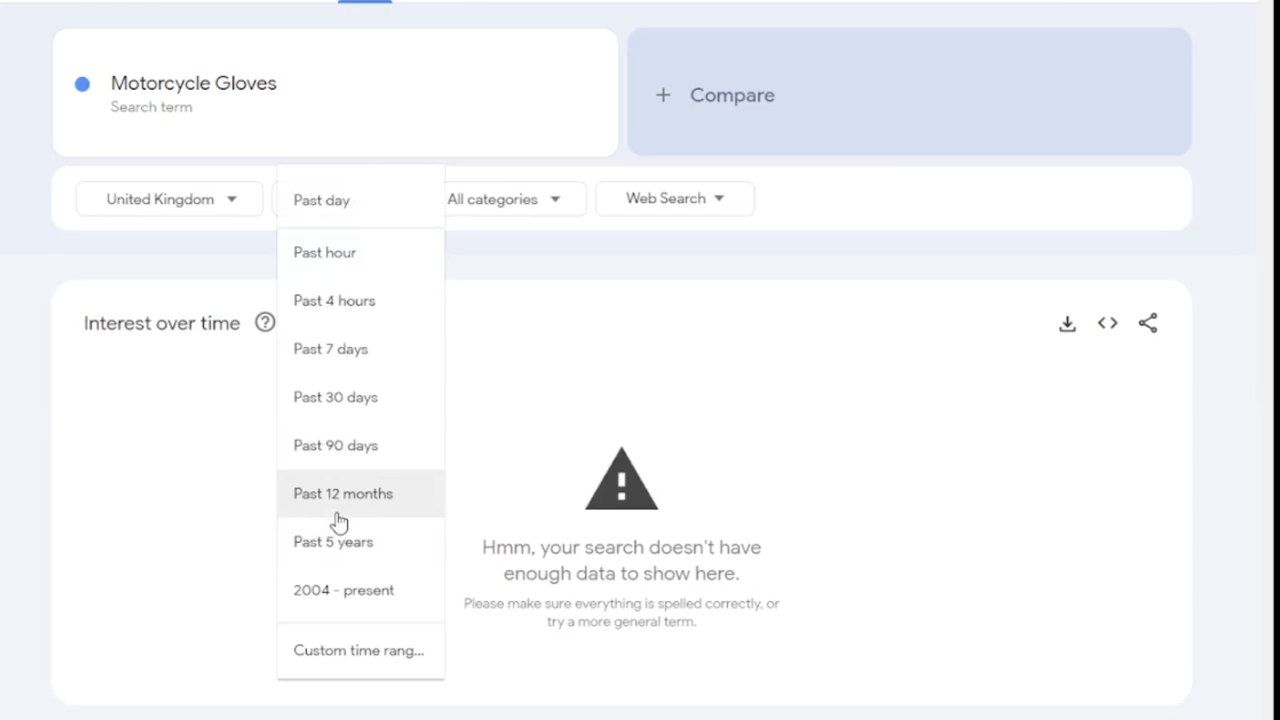 Motorcycle Gloves
Search term
+ Compare
United Kingdom
Past day
All categories
Web Search
Past hour
Past 4 hours
Past 7 days
Past 30 days
Past 90 days
Past 12 months
Past 5 years
2004 - present
Custom time rang...
Interest over time
Hmm, your search doesn't have
enough data to show here.
Please make sure everything is spelled correctly, or
try a more general term.